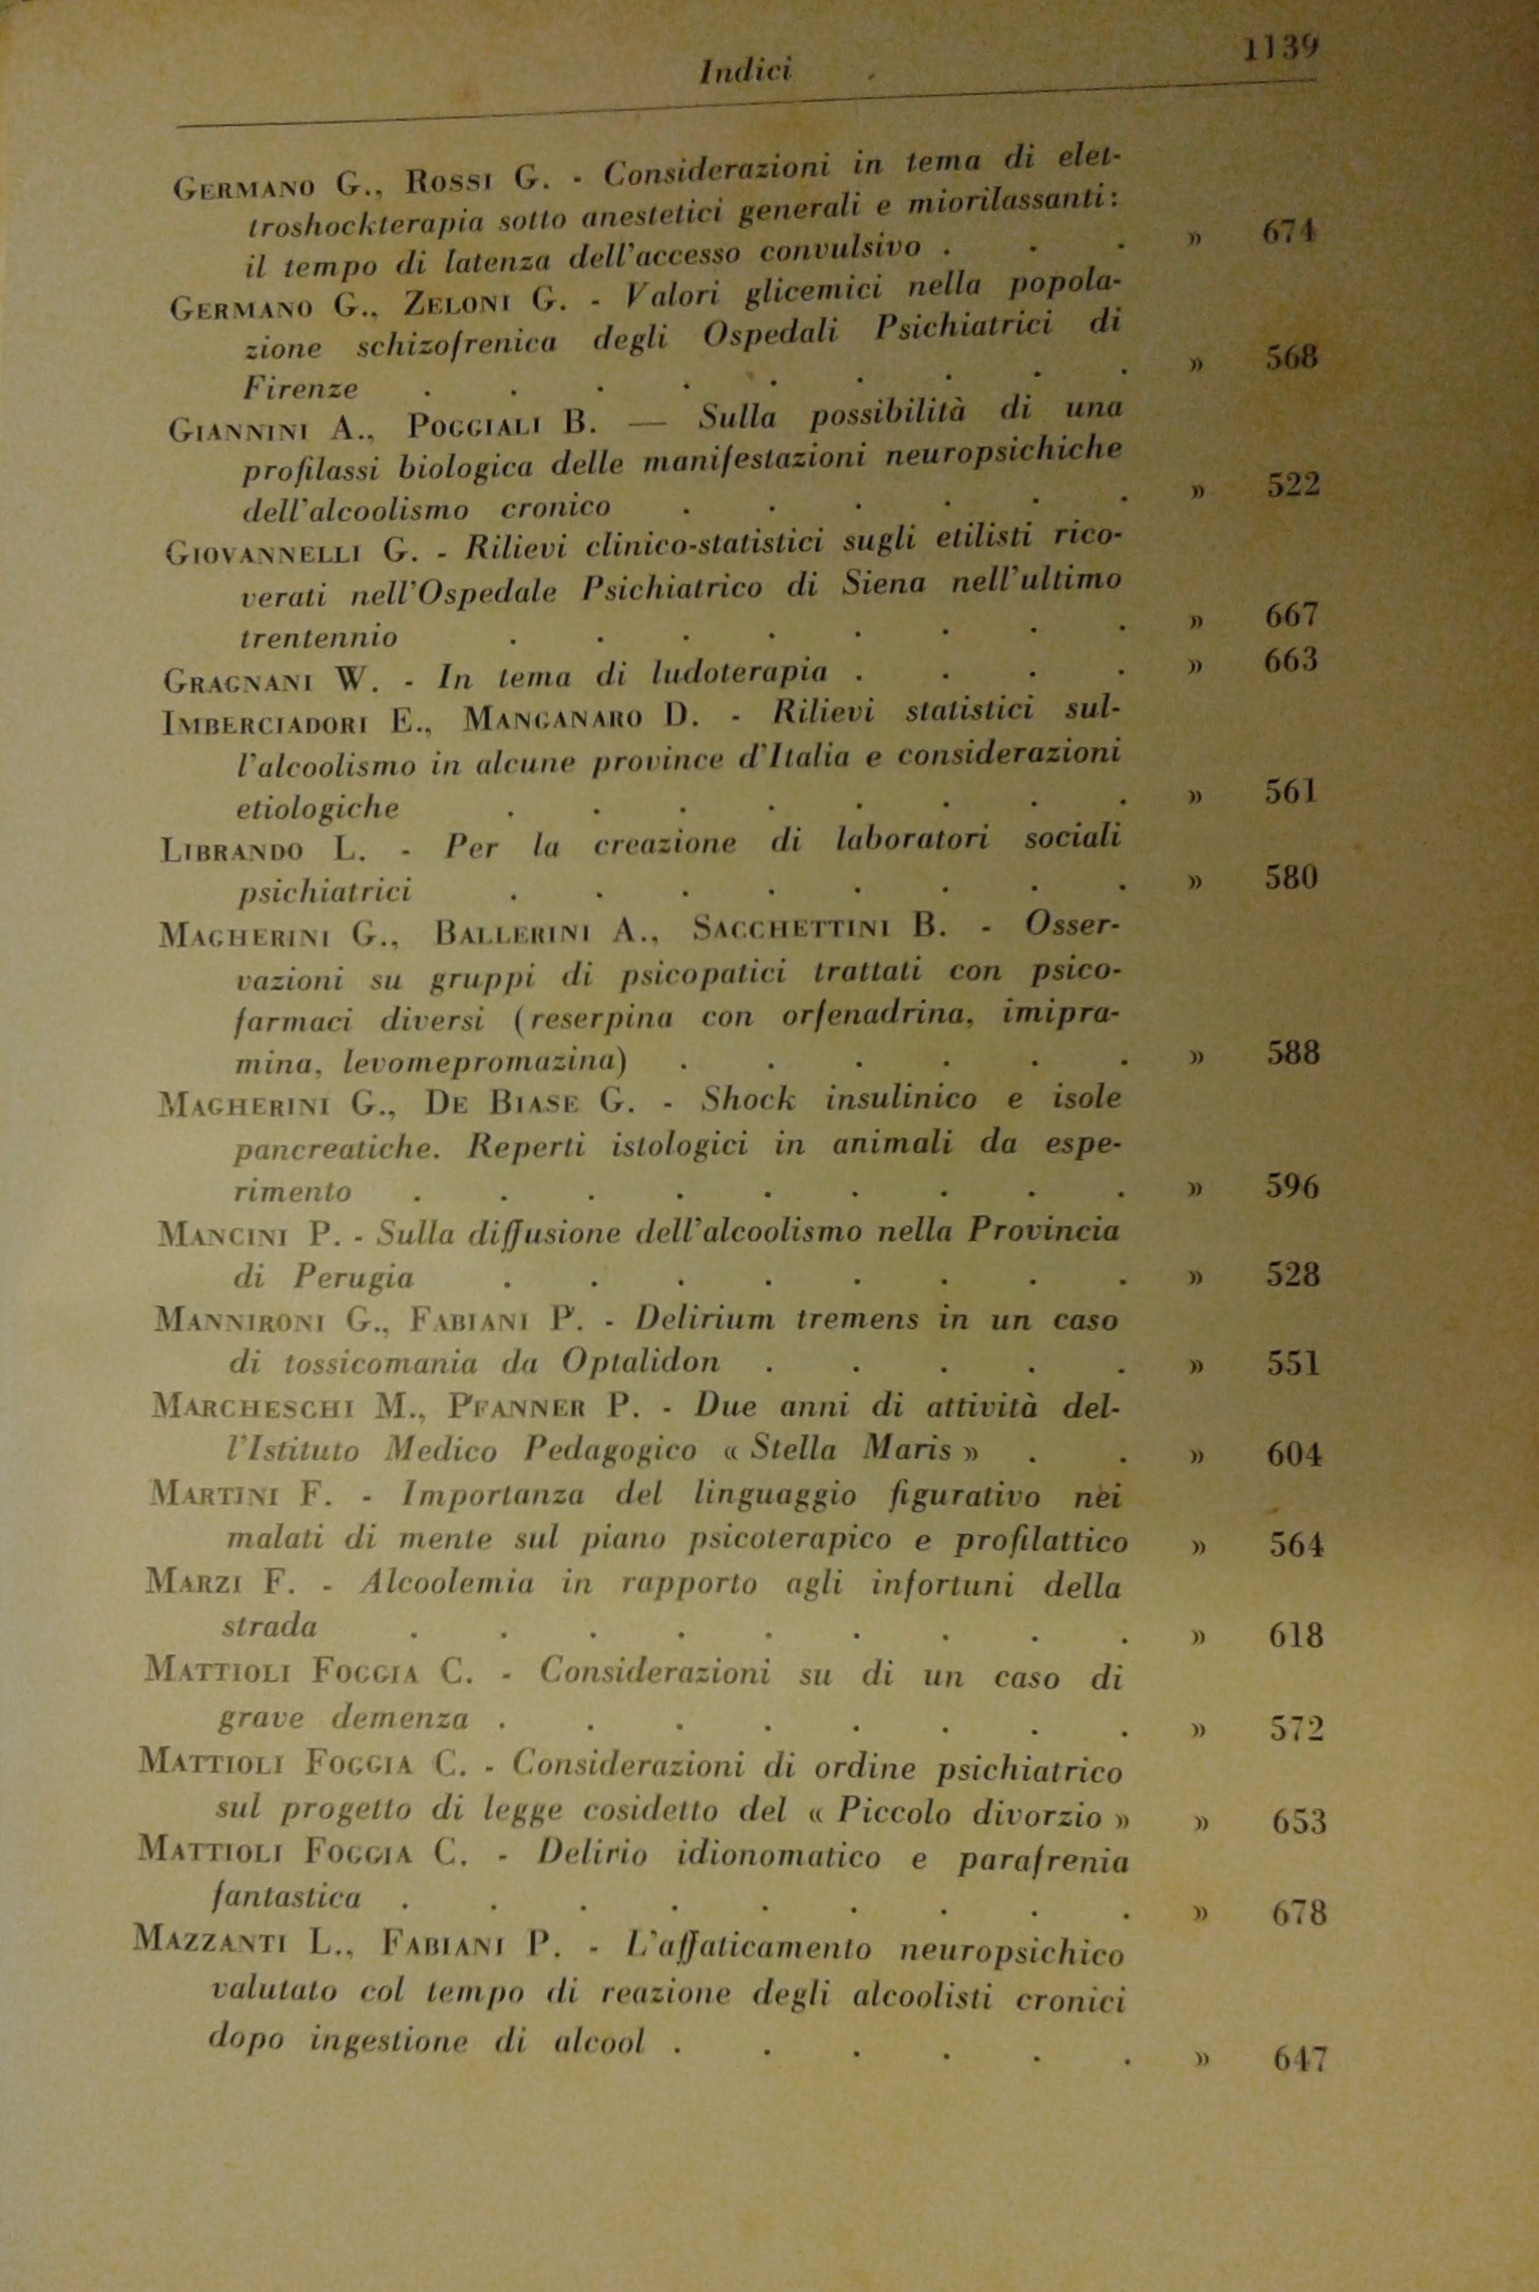 Indici 1139
GERMANO G., ROSSI G. - Considerazioni in tema di elet-
troshockterapia sotto anestetici generali e miorilassanti:
il tempo di latenza dell'accesso convulsivo . . . » 674
GERMANO G., ZELONI G. - Valori glicemici nella popola-
zione schizofrenica degli Ospedali Psichiatrici di
Firenze . . . . . . . . . » 568
GIANNINI A., POGGIALI B. — Sulla possibilità di una
profilassi biologica delle manifestazioni neuropsichiche
dell'alcoolismo cronico . . . . . . » 522
GIOVANNELLI G. - Rilievi clinico-statistici sugli etilisti rico-
verati nell'Ospedale Psichiatrico di Siena nell'ultimo
trentennio . . . . . . . . » 667
GRAGNANI W. - In tema di ludoterapia . . . . » 663
IMBERCIADORI E., MANGANARO D. - Rilievi statistici sul-
l'alcoolismo in alcune province d'Italia e considerazioni
etiologiche . . . . . . . . » 561
LIBRANDO L. - Per la creazione di laboratori sociali
psichiatrici . . . . . . . . » 580
MAGHERINI G., BALLERINI A., SACCHETTINI B. - Osser-
vazioni su gruppi di psicopatici trattati con psico-
farmaci diversi (reserpina con orfenadrina, imipra-
mina, levomepromazina) . . . . . . » 588
MAGHERINI G., DE BIASE G. - Shock insulinico e isole
pancreatiche. Reperti istologici in animali da espe-
rimento . . . . . . . . . » 596
MANCINI P. - Sulla diffusione dell'alcoolismo nella Provincia
di Perugia . . . . . . . . » 528
MANNIRONI G., FABIANI P. - Delirium tremens in un caso
di tossicomania da Optalidon . . . . . » 551
MARCHESCHI M., PFANNER P. - Due anni di attività del-
l'Istituto Medico Pedagogico « Stella Maris » . . » 604
MARTINI F. - Importanza del linguaggio figurativo nei
malati di mente sul piano psicoterapico e profilattico » 564
MARZI F. - Alcoolemia in rapporto agli infortuni della
strada . . . . . . . . . » 618
MATTIOLI FOGGIA C. - Considerazioni su di un caso di
grave demenza . . . . . . . . » 572
MATTIOLI FOGGIA C. - Considerazioni di ordine psichiatrico
sul progetto di legge cosidetto del « Piccolo divorzio » » 653
MATTIOLI FOGGIA C. - Delirio idionomatico e parafrenia
fantastica . . . . . . . . . » 678
MAZZANTI L., FABIANI P. - L'affaticamento neuropsichico
valutato col tempo di reazione degli alcoolisti cronici
dopo ingestione di alcool . . . . . . » 647